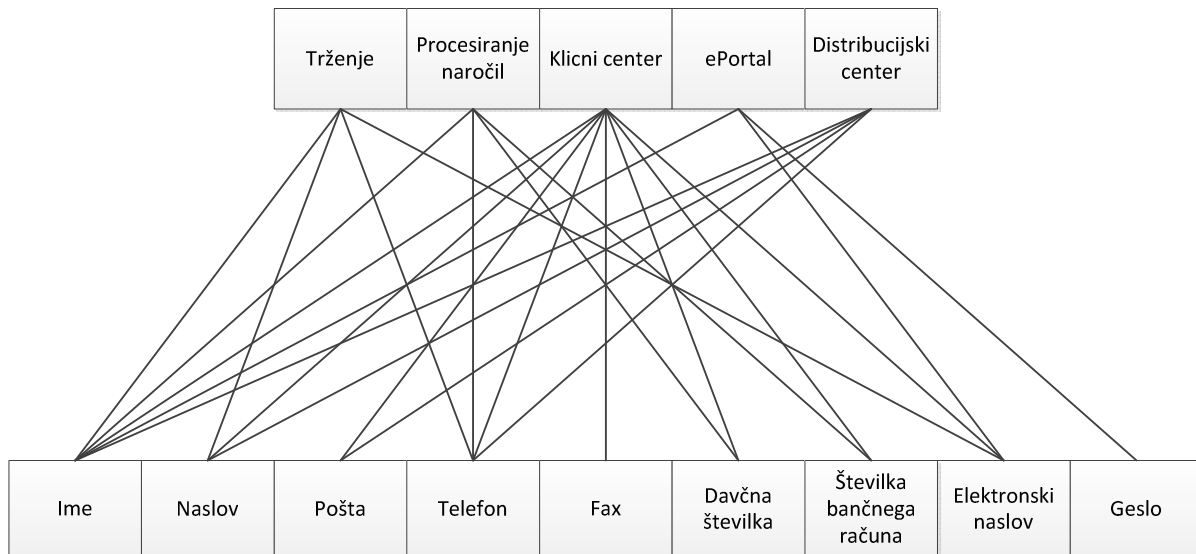 Trženje
Procesiranje
naročil
Klicni center
ePortal
Distribucijski
center
Ime
Naslov
Pošta
Telefon
Fax
Davčna
številka
Številka
bančnega
računa
Elektronski
naslov
Geslo